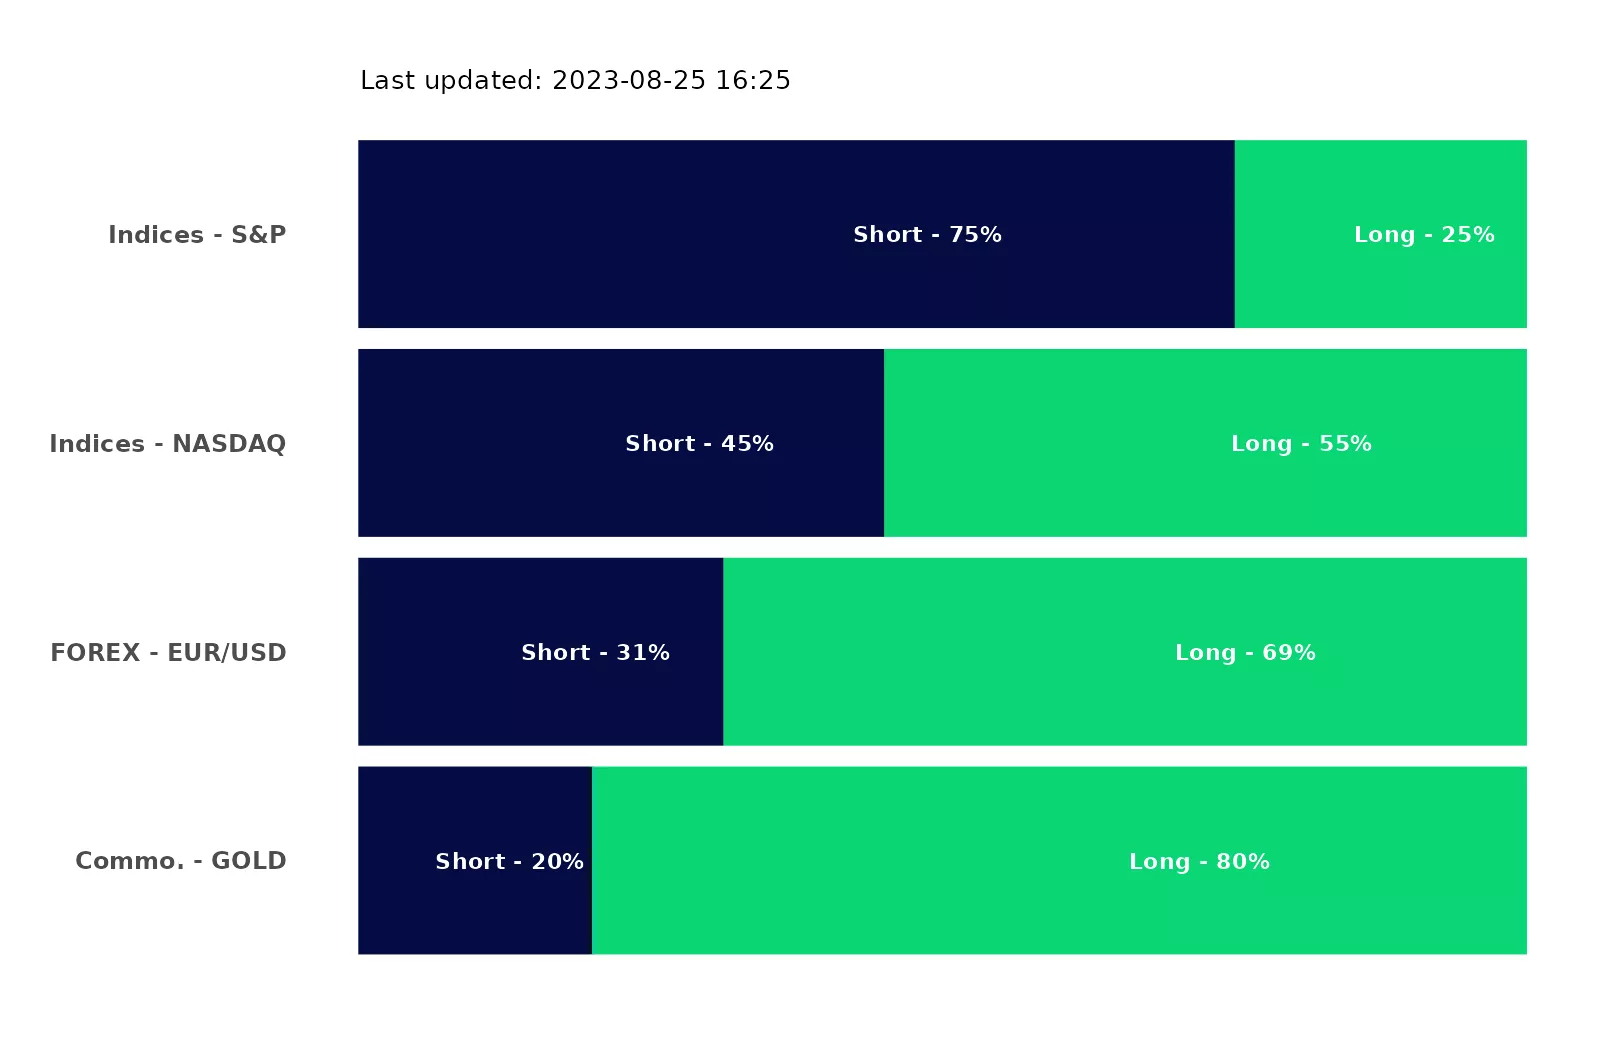 Last updated: 2023-08-25 16:25
Indices - S&P
Short - 75%
Long - 25%
Indices - NASDAQ
Short - 45%
Long - 55%
FOREX - EUR/USD
Short - 31%
Long - 69%
Commo. - GOLD
Short - 20%
Long - 80%